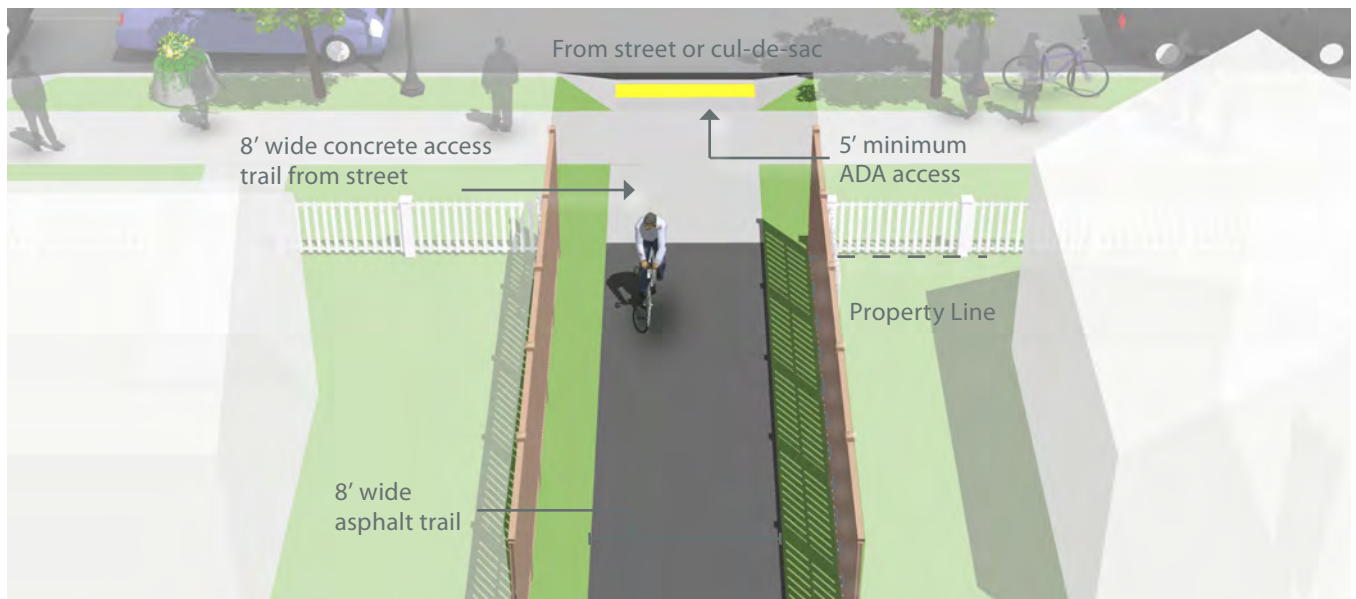 From street or cul-de-sac
8’ wide concrete access
trail from street
5’ minimum
ADA access
Property Line
8’ wide
asphalt trail